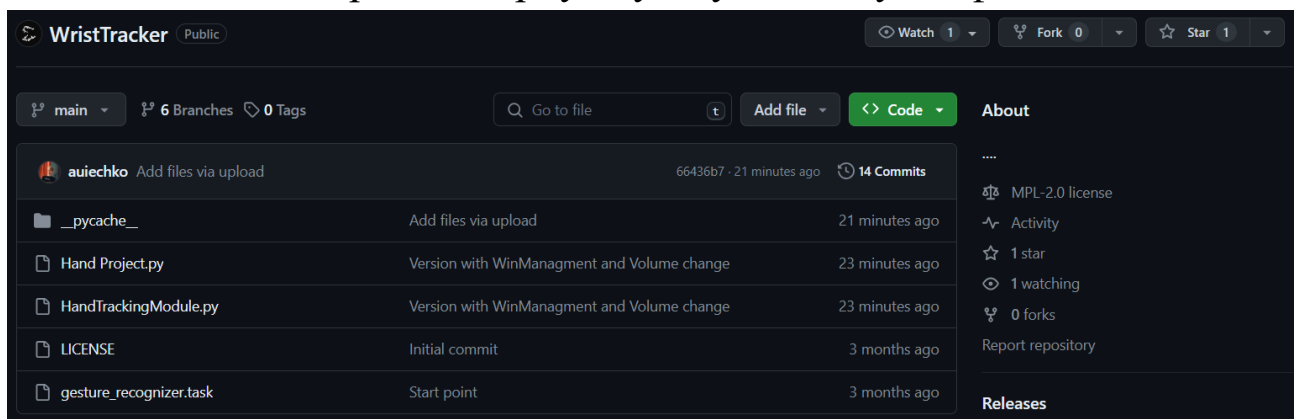 WristTracker Public
Watch 1 Fork 0 Star 1
main 6 Branches 0 Tags Go to file t Add file Code
About
auiechko Add files via upload 66436b7 · 21 minutes ago 14 Commits
....
__pycache__ Add files via upload 21 minutes ago
MPL-2.0 license
Activity
Hand Project.py Version with WinManagment and Volume change 23 minutes ago
1 star
1 watching
HandTrackingModule.py Version with WinManagment and Volume change 23 minutes ago
0 forks
LICENSE Initial commit 3 months ago
Report repository
gesture_recognizer.task Start point 3 months ago
Releases